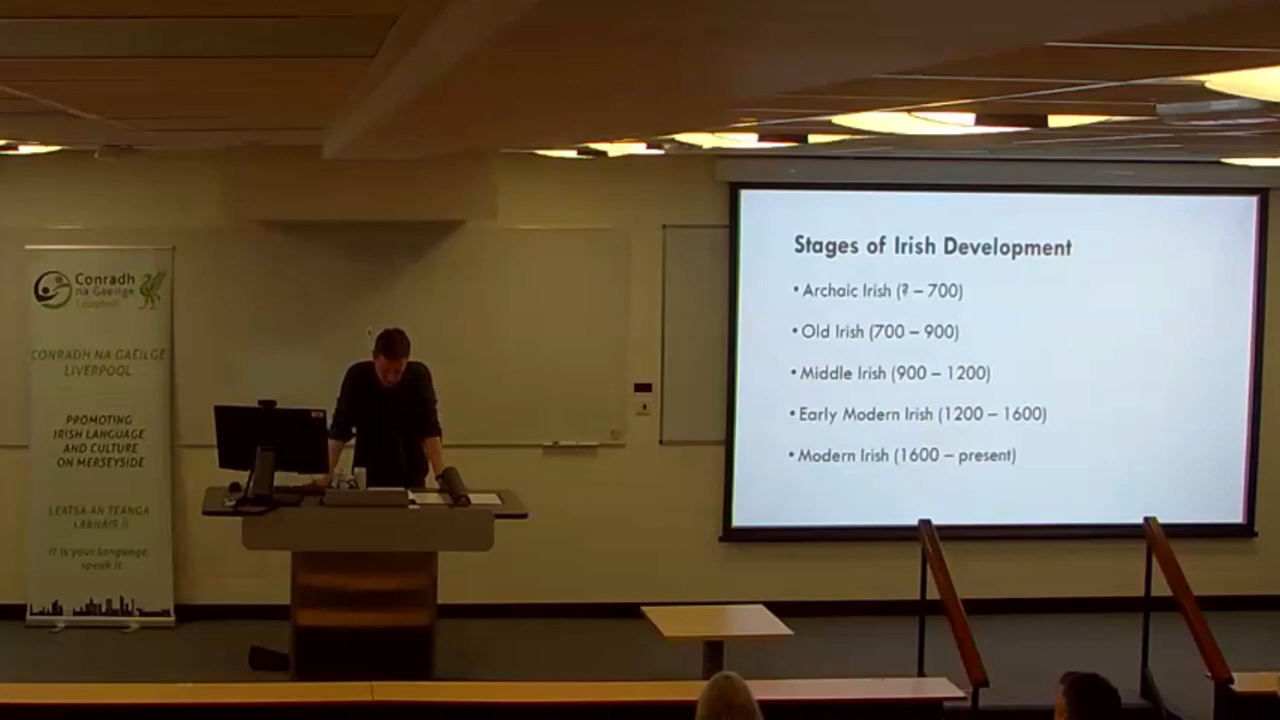 Conradh
na Gaeilge
Liverpool
CONRADH NA GAEILGE
LIVERPOOL
PROMOTING
IRISH LANGUAGE
AND CULTURE
ON MERSEYSIDE
LEATSA AN TEANGA
LABHAIR Í!
It is your language,
speak it
Stages of Irish Development
• Archaic Irish (? – 700)
• Old Irish (700 – 900)
• Middle Irish (900 – 1200)
• Early Modern Irish (1200 – 1600)
• Modern Irish (1600 – present)